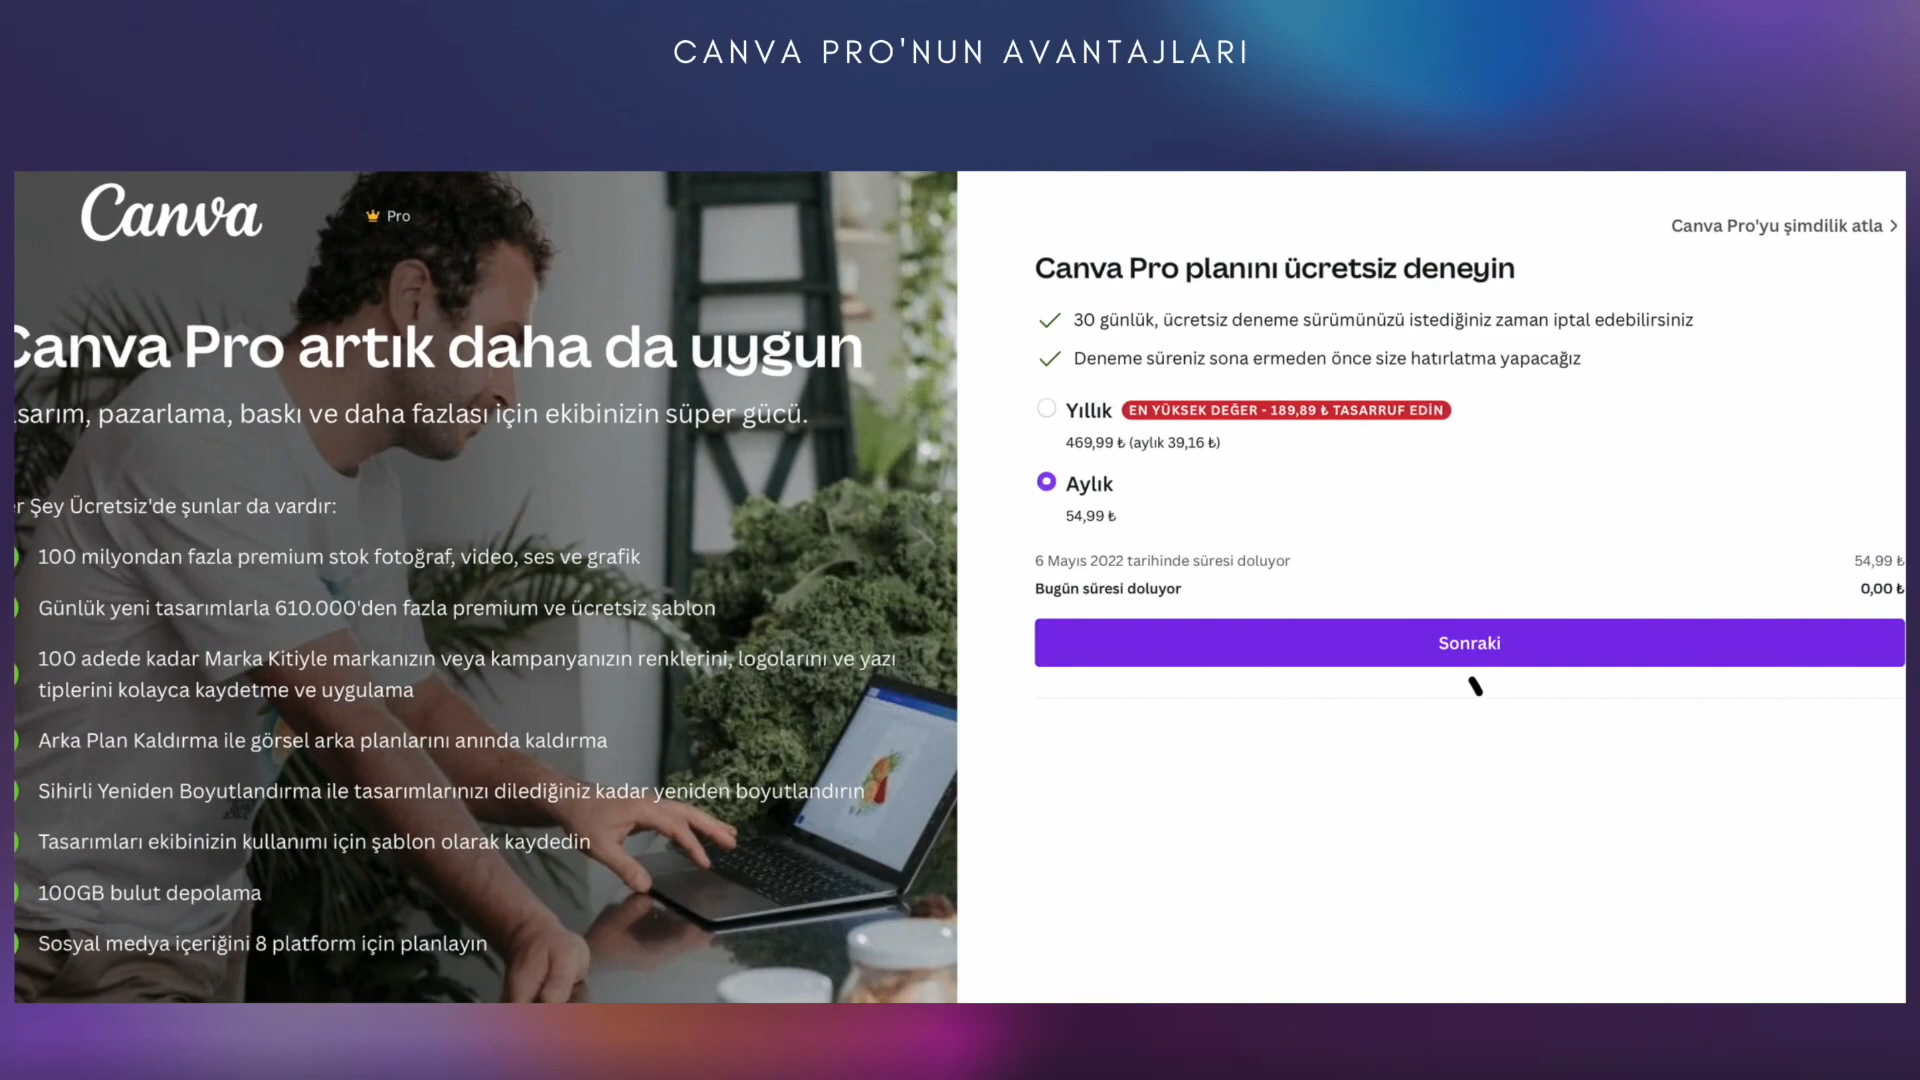 CANVA PRO'NUN AVANTAJLARI
Canva
Pro
Canva Pro artık daha da uygun
sarım, pazarlama, baskı ve daha fazlası için ekibinizin süper gücü.
r Şey Ücretsiz'de şunlar da vardır:
100 milyondan fazla premium stok fotoğraf, video, ses ve grafik
Günlük yeni tasarımlarla 610.000'den fazla premium ve ücretsiz şablon
100 adede kadar Marka Kitiyle markanızın veya kampanyanızın renklerini, logolarını ve yazı
tiplerini kolayca kaydetme ve uygulama
Arka Plan Kaldırma ile görsel arka planlarını anında kaldırma
Sihirli Yeniden Boyutlandırma ile tasarımlarınızı dilediğiniz kadar yeniden boyutlandırın
Tasarımları ekibinizin kullanımı için şablon olarak kaydedin
100GB bulut depolama
Sosyal medya içeriğini 8 platform için planlayın
Canva Pro'yu şimdilik atla
Canva Pro planını ücretsiz deneyin
30 günlük, ücretsiz deneme sürümünüzü istediğiniz zaman iptal edebilirsiniz
Deneme süreniz sona ermeden önce size hatırlatma yapacağız
Yıllık EN YÜKSEK DEĞER - 189,89 ₺ TASARRUF EDİN
469,99 ₺ (aylık 39,16 ₺)
Aylık
54,99 ₺
6 Mayıs 2022 tarihinde süresi doluyor 54,99 ₺
Bugün süresi doluyor 0,00 ₺
Sonraki